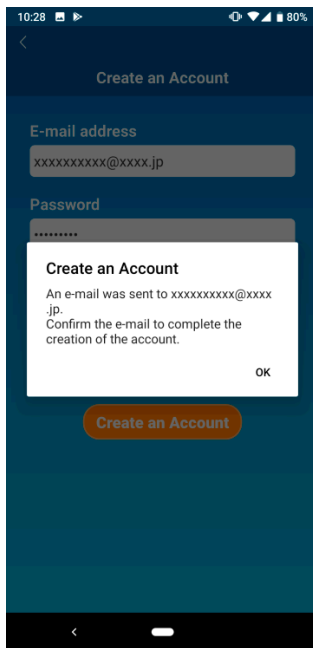 10:28 80%
Create an Account
E-mail address
xxxxxxxxxx@xxxx.jp
Password
•••••••••
Create an Account
An e-mail was sent to xxxxxxxxxx@xxxx
.jp.
Confirm the e-mail to complete the
creation of the account.
OK
Create an Account